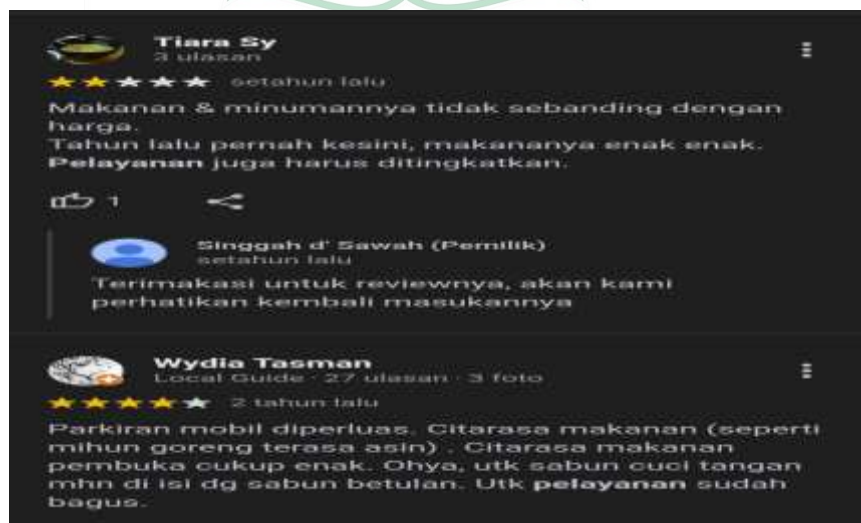 Tiara Sy
3 ulasan
setahun lalu
Makanan & minumannya tidak sebanding dengan
harga.
Tahun lalu pernah kesini, makananya enak enak.
Pelayanan juga harus ditingkatkan.
1
Singgah d' Sawah (Pemilik)
setahun lalu
Terimakasi untuk reviewnya, akan kami
perhatikan kembali masukannya
Wydia Tasman
Local Guide · 27 ulasan · 3 foto
2 tahun lalu
Parkiran mobil diperluas. Citarasa makanan (seperti
mihun goreng terasa asin) . Citarasa makanan
pembuka cukup enak. Ohya, utk sabun cuci tangan
mhn di isi dg sabun betulan. Utk pelayanan sudah
bagus.